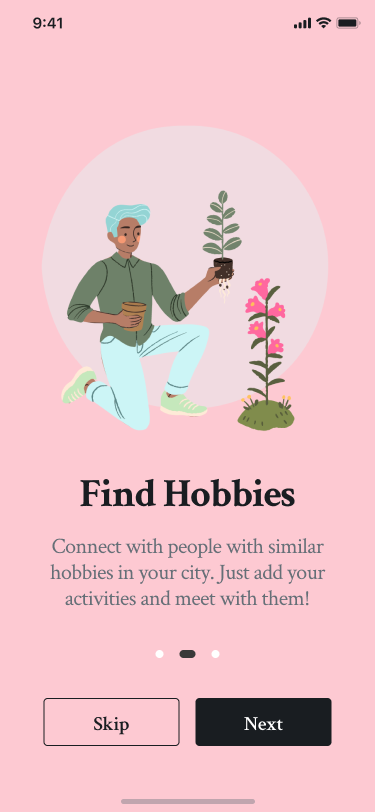 9:41
Find Hobbies
Connect with people with similar
hobbies in your city. Just add your
activities and meet with them!
Skip
Next